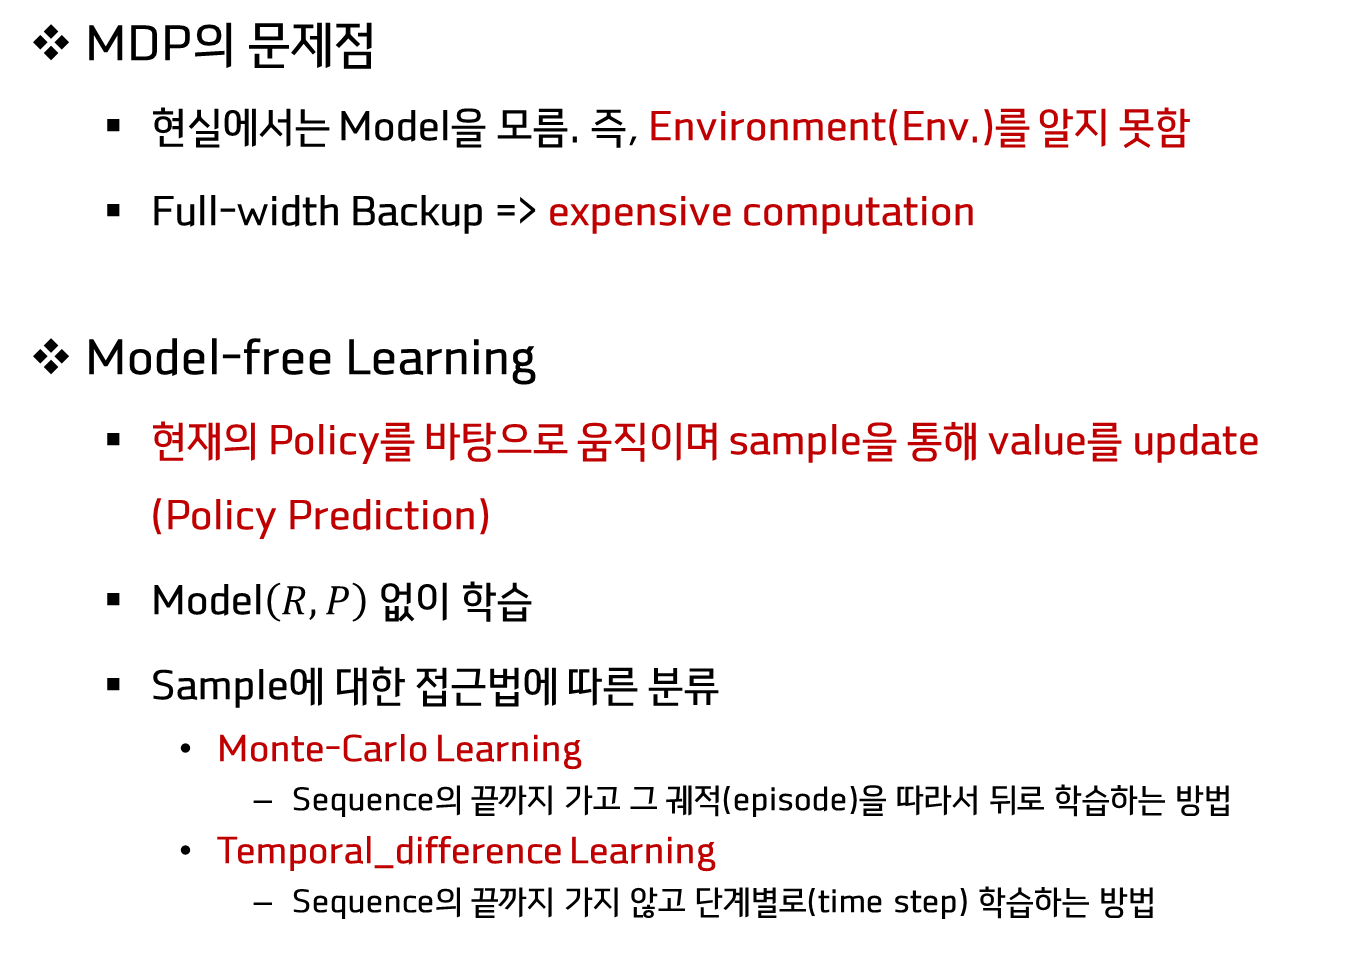 ❖ MDP의 문제점
▪ 현실에서는 Model을 모름. 즉, Environment(Env.)를 알지 못함
▪ Full-width Backup => expensive computation
❖ Model-free Learning
▪ 현재의 Policy를 바탕으로 움직이며 sample을 통해 value를 update
(Policy Prediction)
▪ Model(R, P) 없이 학습
▪ Sample에 대한 접근법에 따른 분류
• Monte-Carlo Learning
– Sequence의 끝까지 가고 그 궤적(episode)을 따라서 뒤로 학습하는 방법
• Temporal_difference Learning
– Sequence의 끝까지 가지 않고 단계별로(time step) 학습하는 방법